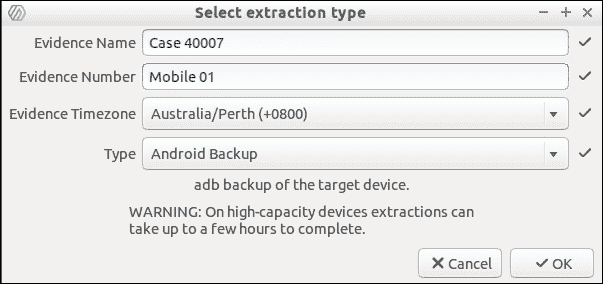 Select extraction type
Evidence Name Case 40007
Evidence Number Mobile 01
Evidence Timezone Australia/Perth (+0800)
Type Android Backup
adb backup of the target device.
WARNING: On high-capacity devices extractions can
take up to a few hours to complete.
Cancel OK